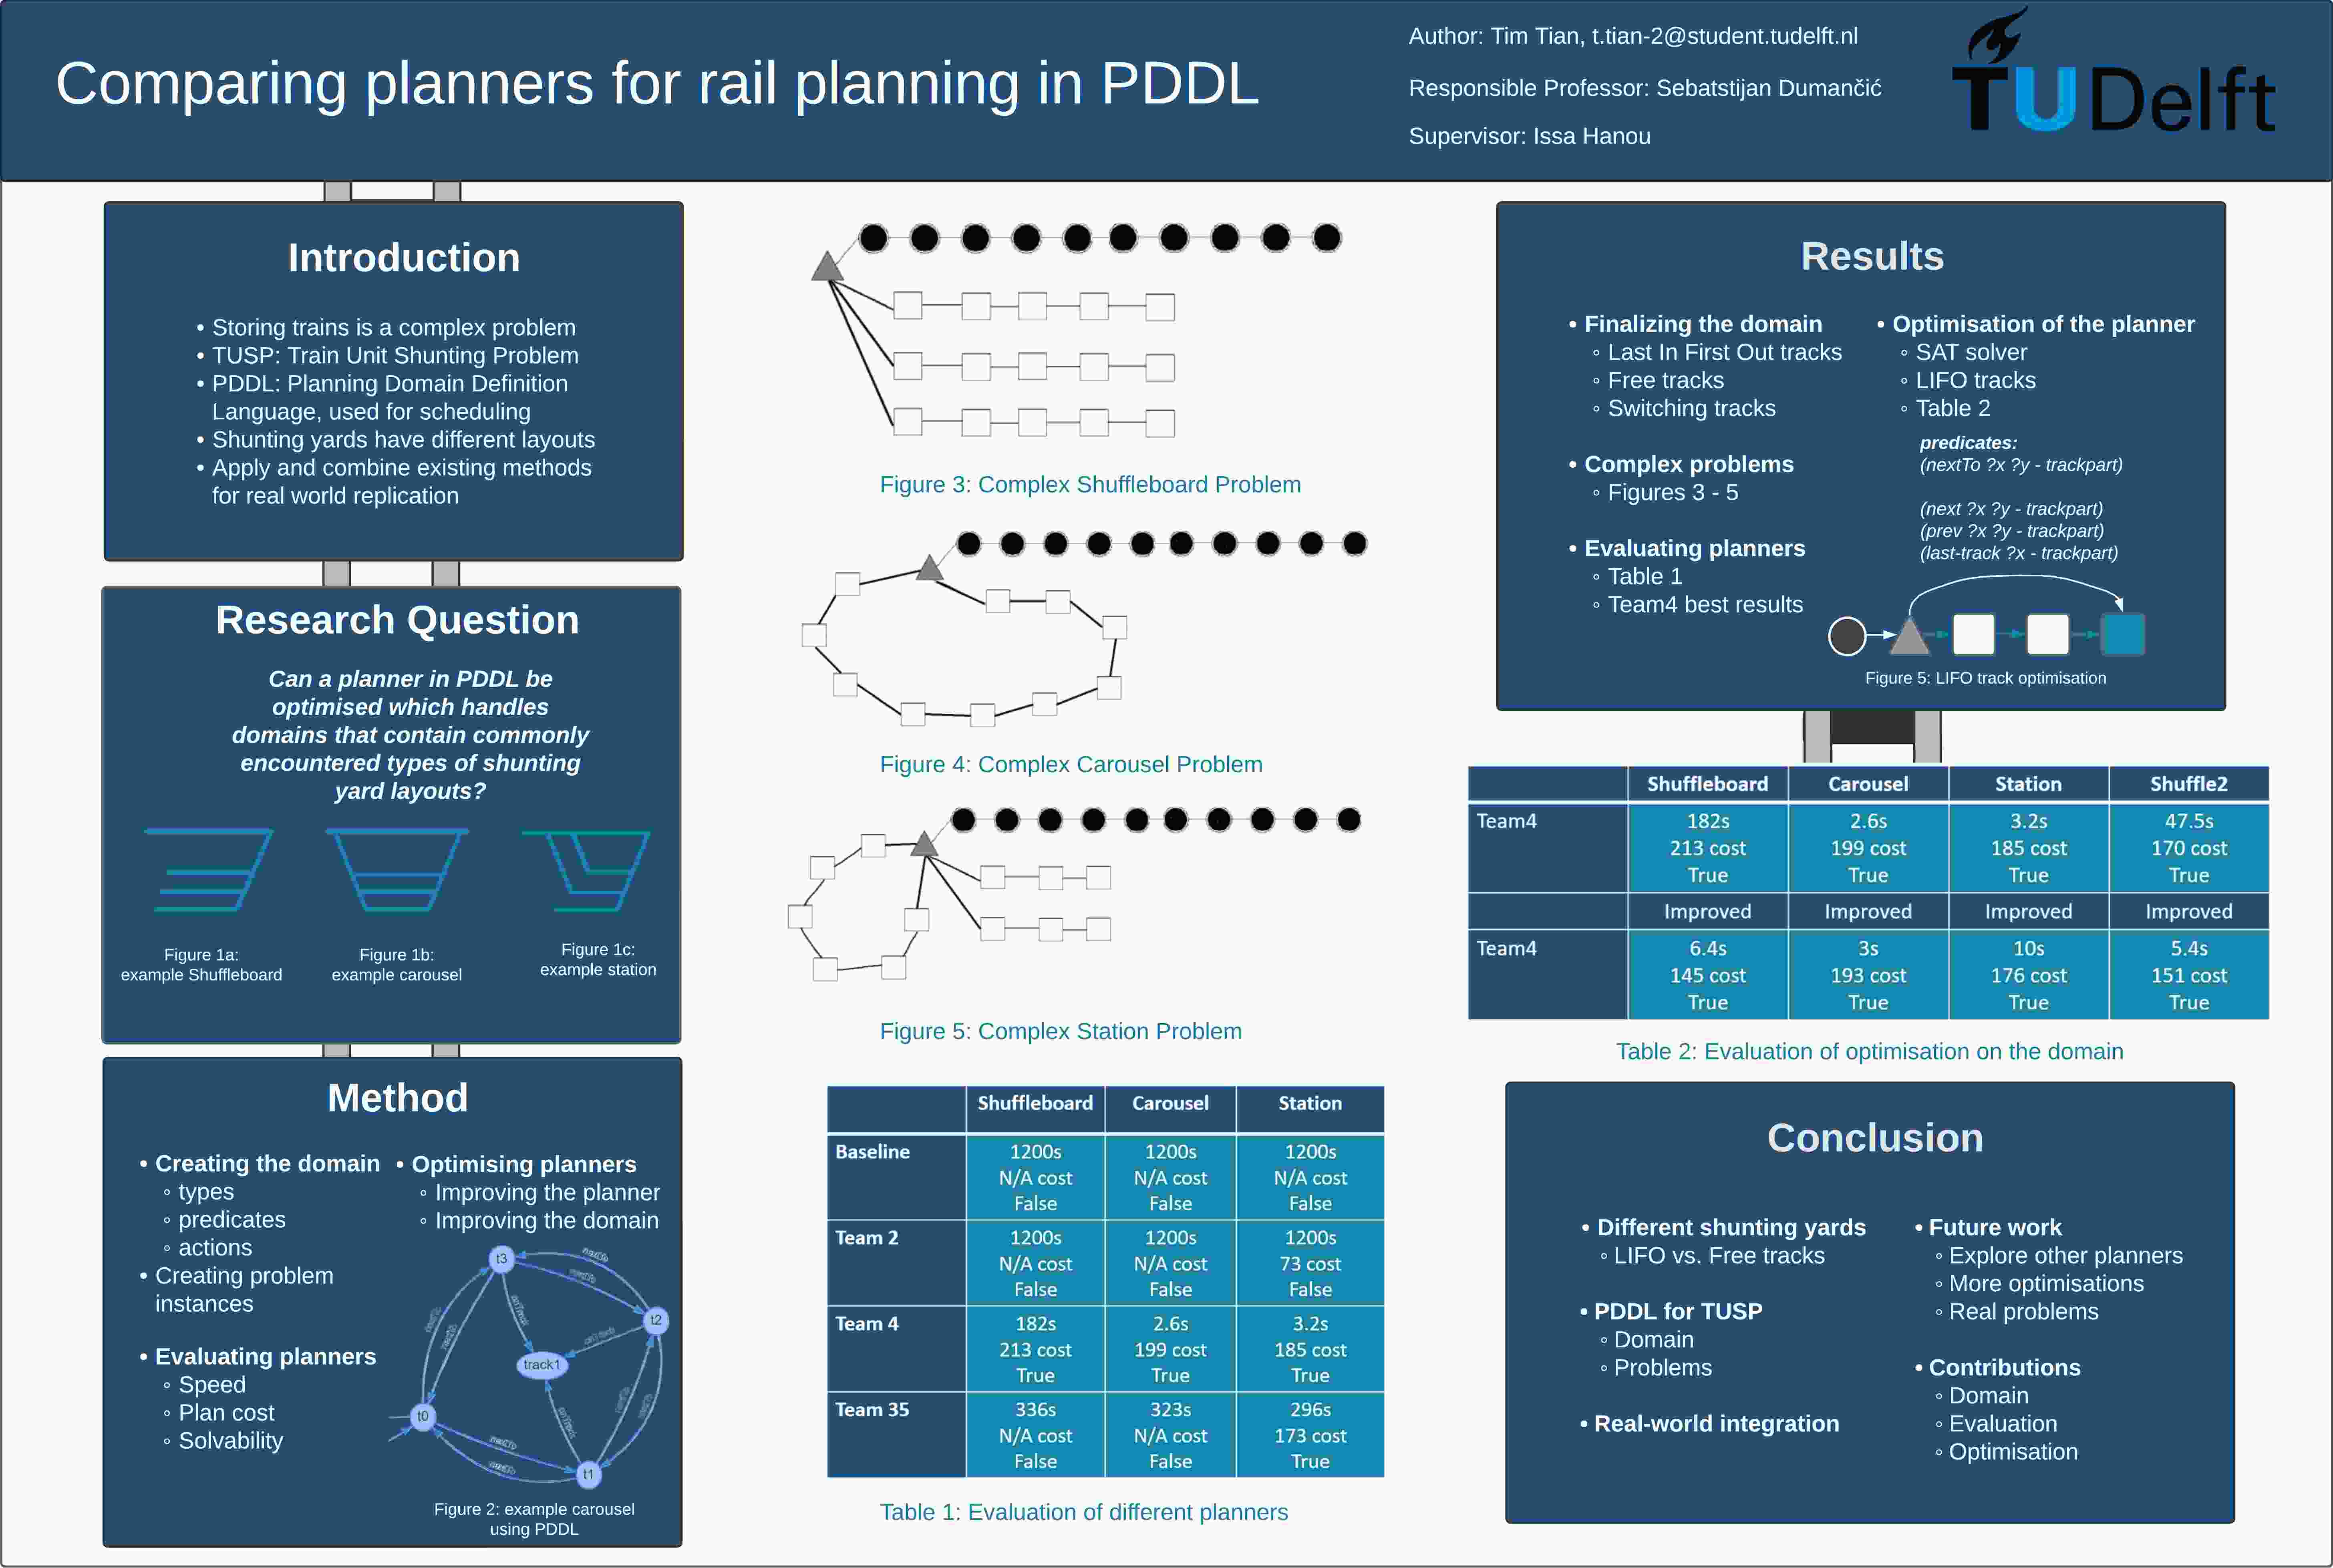 Comparing planners for rail planning in PDDL
Author: Tim Tian, t.tian-2@student.tudelft.nl
Responsible Professor: Sebatstijan Dumančić
Supervisor: Issa Hanou
TUDelft
Introduction
• Storing trains is a complex problem
• TUSP: Train Unit Shunting Problem
• PDDL: Planning Domain Definition
Language, used for scheduling
• Shunting yards have different layouts
• Apply and combine existing methods
for real world replication
Research Question
Can a planner in PDDL be
optimised which handles
domains that contain commonly
encountered types of shunting
yard layouts?
Figure 1a:
example Shuffleboard
Figure 1b:
example carousel
Figure 1c:
example station
Method
• Creating the domain
◦ types
◦ predicates
◦ actions
• Creating problem
instances
• Evaluating planners
◦ Speed
◦ Plan cost
◦ Solvability
• Optimising planners
◦ Improving the planner
◦ Improving the domain
t3
t2
track1
t0
t1
Figure 2: example carousel
using PDDL
Figure 3: Complex Shuffleboard Problem
Figure 4: Complex Carousel Problem
Figure 5: Complex Station Problem
Shuffleboard Carousel Station
Baseline 1200s 1200s 1200s
N/A cost N/A cost N/A cost
False False False
Team 2 1200s 1200s 1200s
N/A cost N/A cost 73 cost
False False False
Team 4 182s 2.6s 3.2s
213 cost 199 cost 185 cost
True True True
Team 35 336s 323s 296s
N/A cost N/A cost 173 cost
False False True
Table 1: Evaluation of different planners
Results
• Finalizing the domain
◦ Last In First Out tracks
◦ Free tracks
◦ Switching tracks
• Complex problems
◦ Figures 3 - 5
• Evaluating planners
◦ Table 1
◦ Team4 best results
• Optimisation of the planner
◦ SAT solver
◦ LIFO tracks
◦ Table 2
predicates:
(nextTo ?x ?y - trackpart)
(next ?x ?y - trackpart)
(prev ?x ?y - trackpart)
(last-track ?x - trackpart)
Figure 5: LIFO track optimisation
Shuffleboard Carousel Station Shuffle2
Team4 182s 2.6s 3.2s 47.5s
213 cost 199 cost 185 cost 170 cost
True True True True
Improved Improved Improved Improved
Team4 6.4s 3s 10s 5.4s
145 cost 193 cost 176 cost 151 cost
True True True True
Table 2: Evaluation of optimisation on the domain
Conclusion
• Different shunting yards
◦ LIFO vs. Free tracks
• PDDL for TUSP
◦ Domain
◦ Problems
• Real-world integration
• Future work
◦ Explore other planners
◦ More optimisations
◦ Real problems
• Contributions
◦ Domain
◦ Evaluation
◦ Optimisation